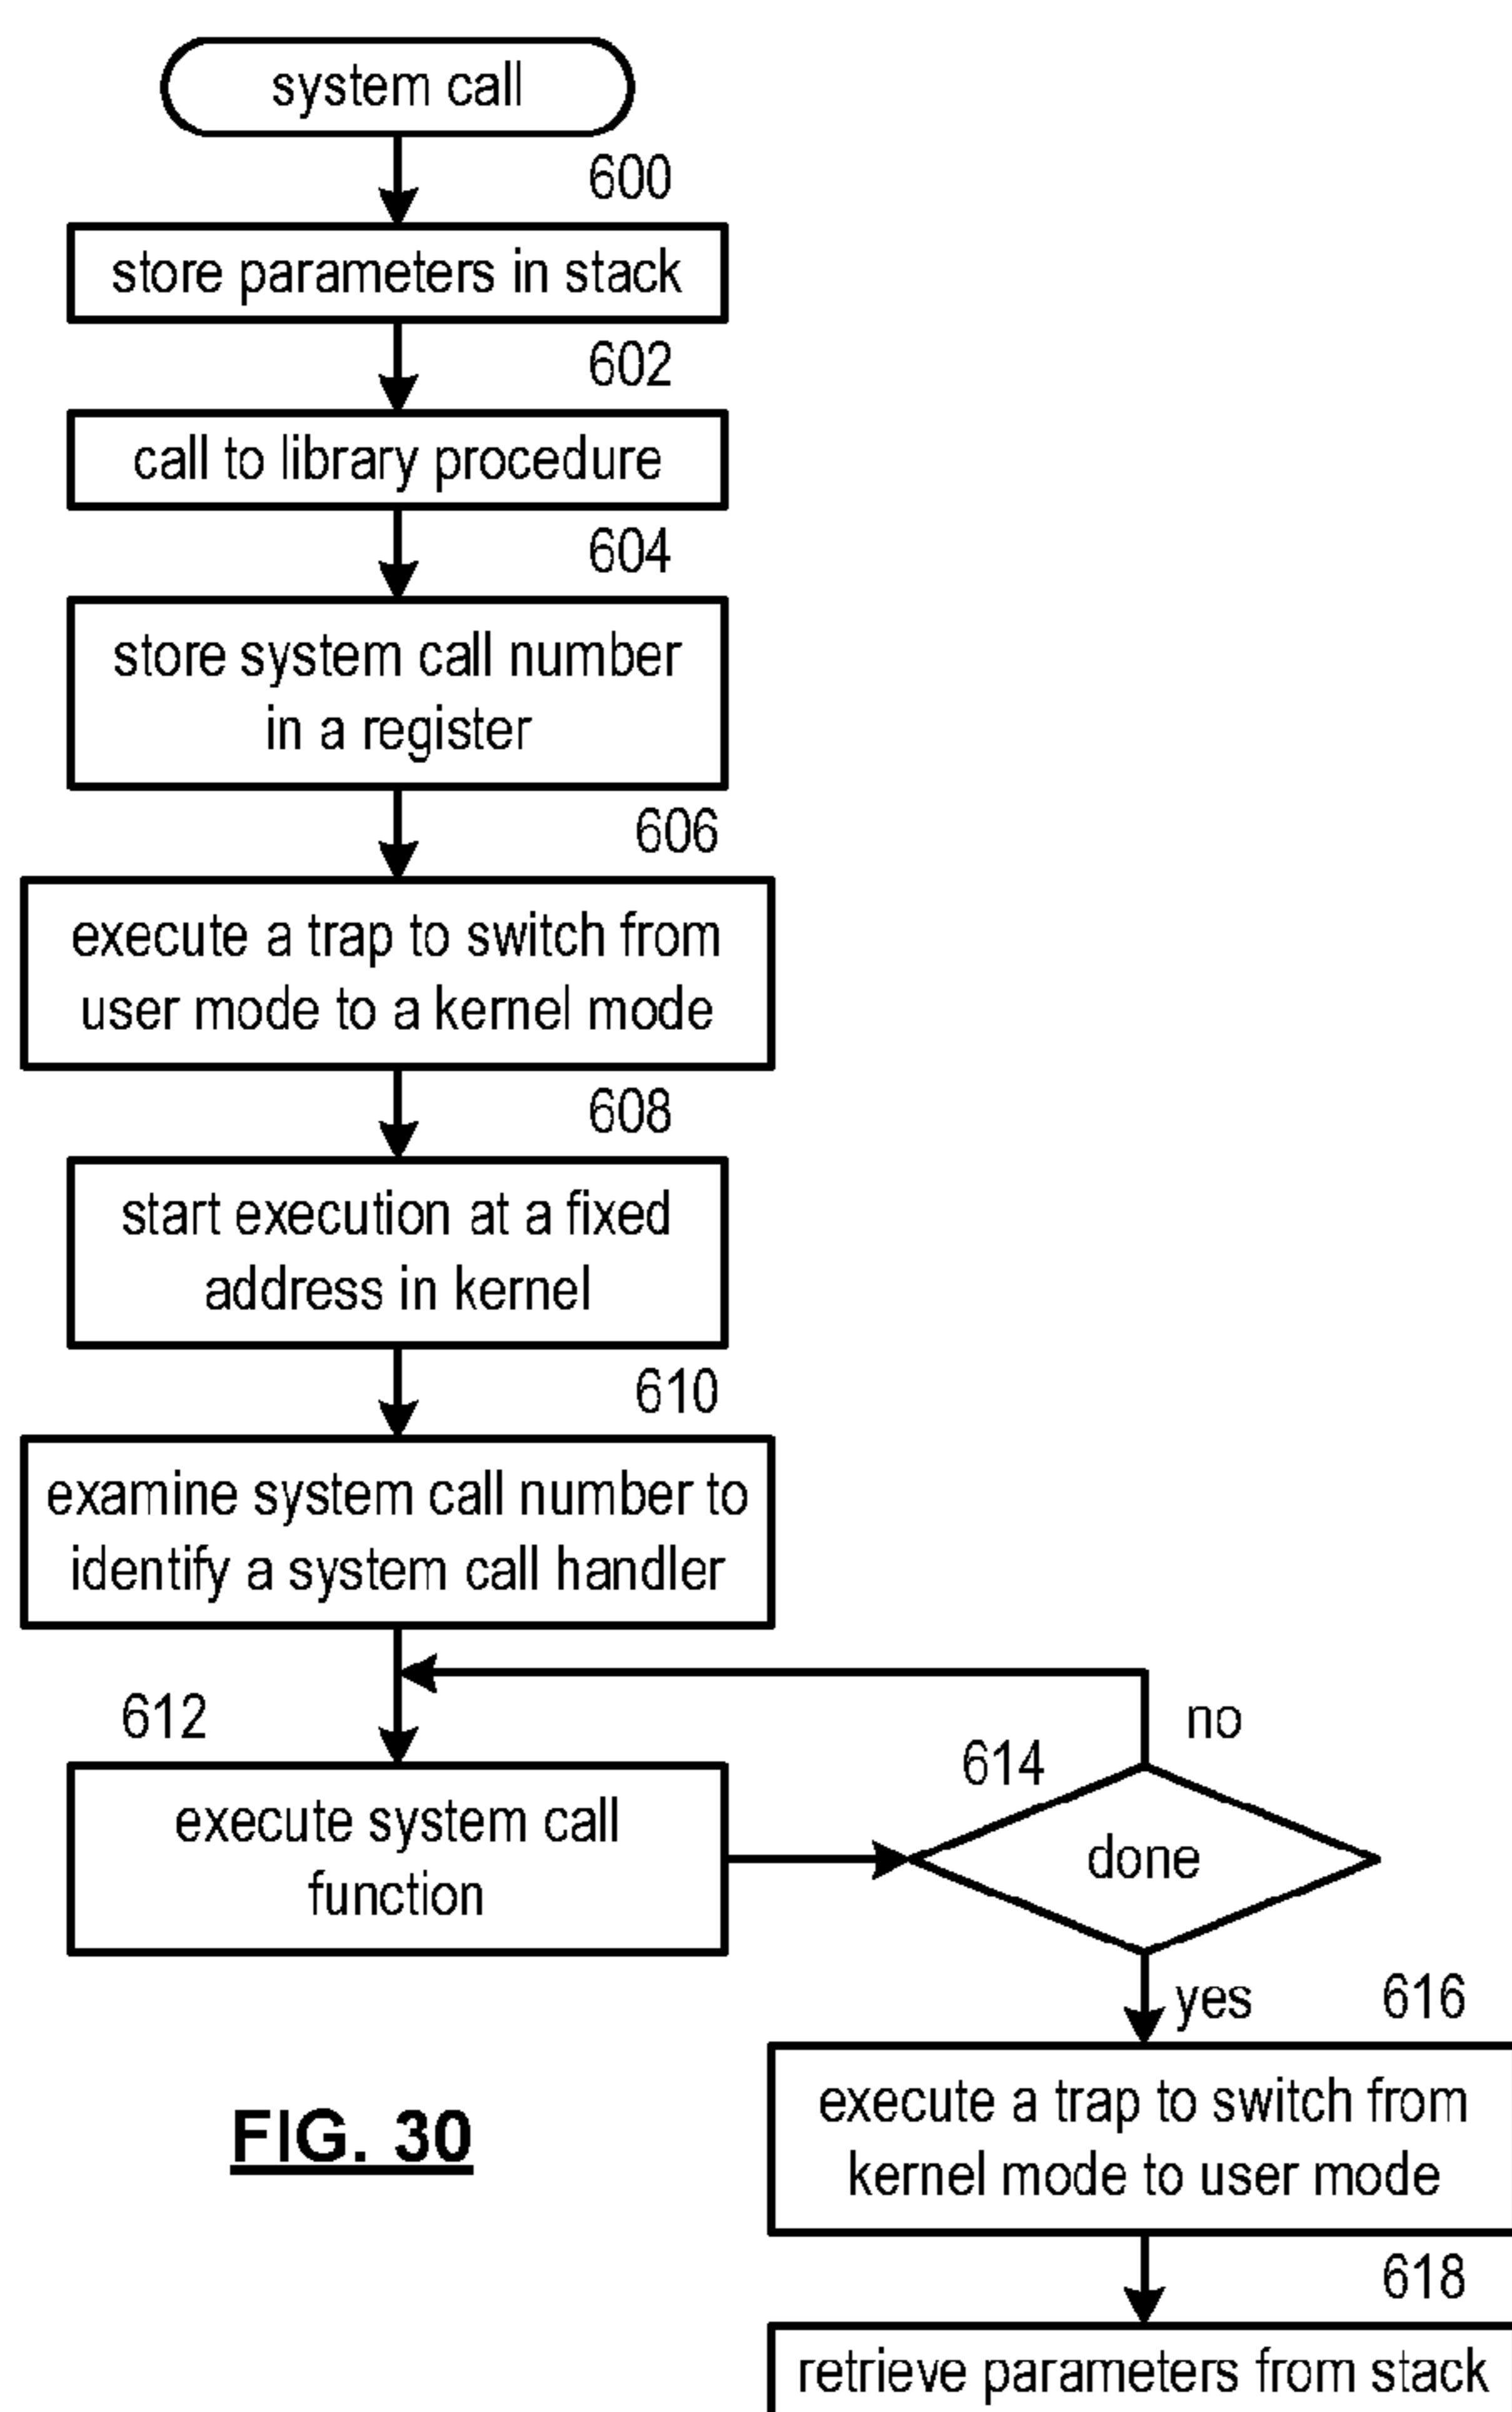 system call
600
store parameters in stack
602
call to library procedure
604
store system call number
in a register
606
execute a trap to switch from
user mode to a kernel mode
608
start execution at a fixed
address in kernel
610
examine system call number to
identify a system call handler
612
execute system call
function
614
done
no
yes
616
execute a trap to switch from
kernel mode to user mode
618
retrieve parameters from stack
FIG. 30